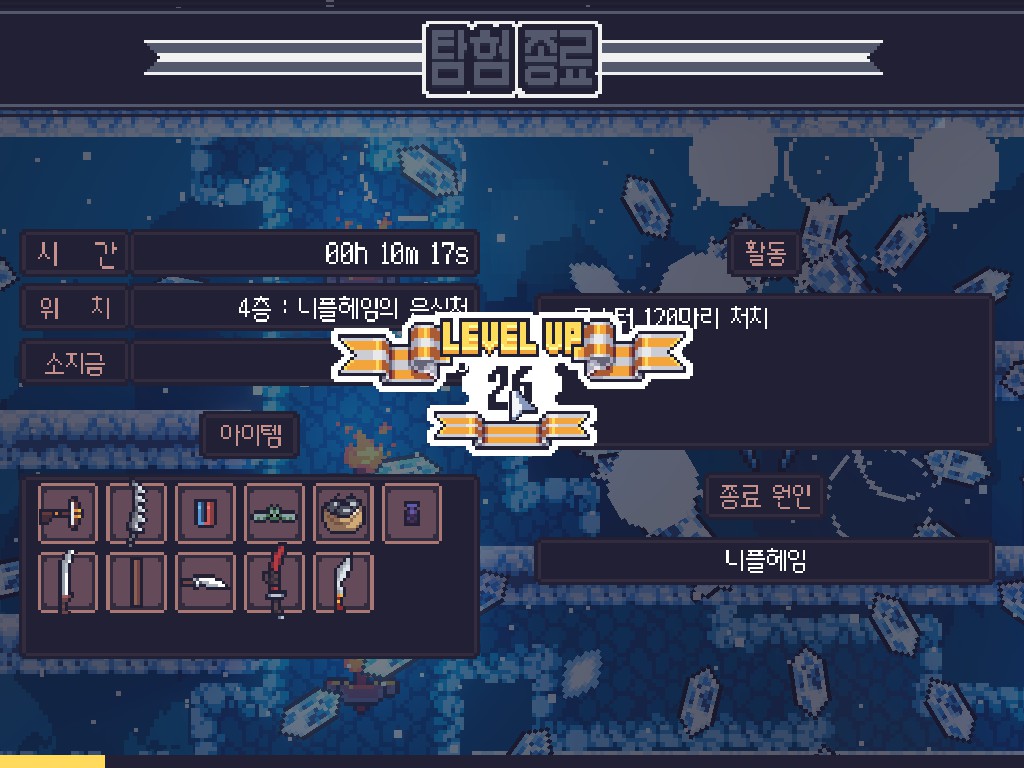 탐험 종료
시 간
00h 10m 17s
위 치
4층 : 니플헤임의 은신처
소지금
아이템
활동
120마리 처치
LEVEL UP
26
종료 원인
니플헤임